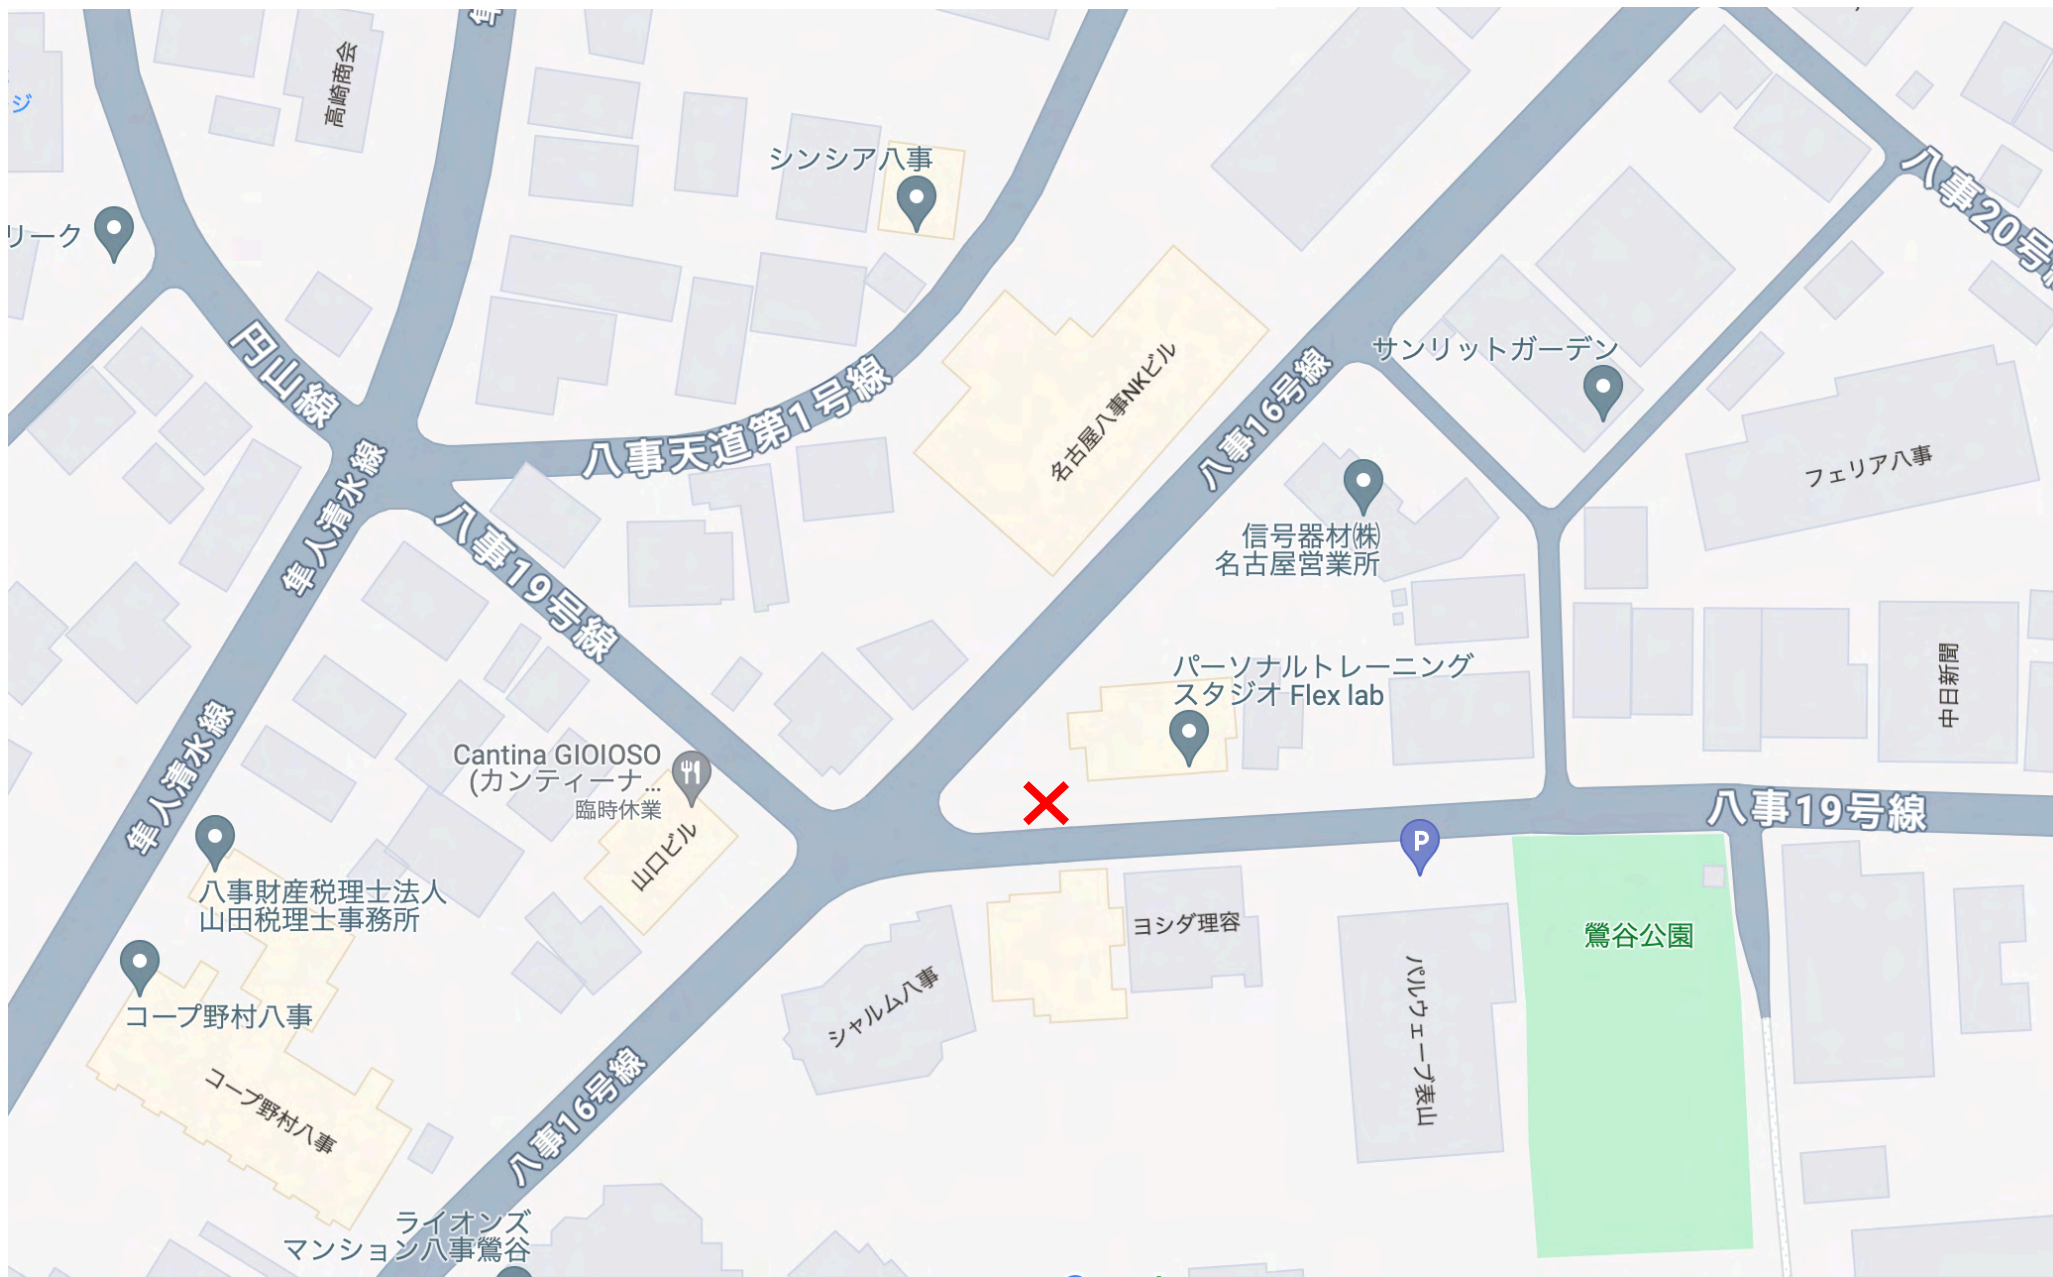 高崎商会
ジ
シンシア八事
リーク
円山線
八事20号線
隼人清水線
八事天道第1号線
名古屋八事NKビル
八事16号線
サンリットガーデン
フェリア八事
信号器材㈱
名古屋営業所
八事19号線
パーソナルトレーニング
スタジオ Flex lab
中日新聞
隼人清水線
Cantina GIOIOSO
(カンティーナ...
臨時休業
山口ビル
八事19号線
P
八事財産税理士法人
山田税理士事務所
ヨシダ理容
鶯谷公園
シャルム八事
パルウェーブ表山
コープ野村八事
コープ野村八事
八事16号線
ライオンズ
マンション八事鶯谷